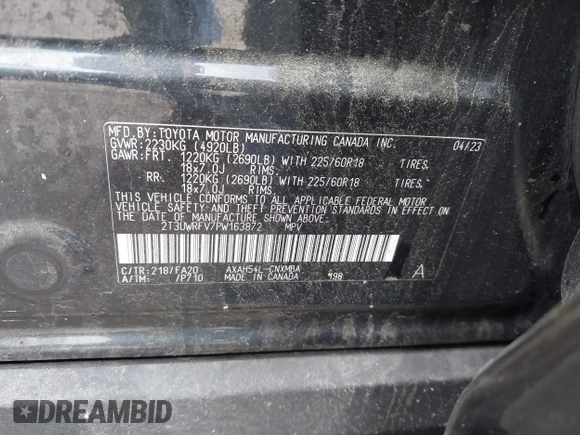 MFD.BY:TOYOTA MOTOR MANUFACTURING CANADA INC. 04/23
GVWR:2230KG(4920LB)
GAWR:FRT. 1220KG(2690LB)WITH 225/60R18 TIRES,
18x7.0J RIMS.
RR. 1220KG(2690LB)WITH 225/60R18 TIRES,
18x7.0J RIMS.
THIS VEHICLE CONFORMS TO ALL APPLICABLE FEDERAL MOTOR
VEHICLE SAFETY AND THEFT PREVENTION STANDARDS IN EFFECT ON
THE DATE OF MANUFACTURE SHOWN ABOVE.
2T3UWRFV7PW163872 MPV
C/TR:218/FA20 AXAH54L-CNXMBA 198 A
A/TM: /P710 MADE IN CANADA
DREAMBID